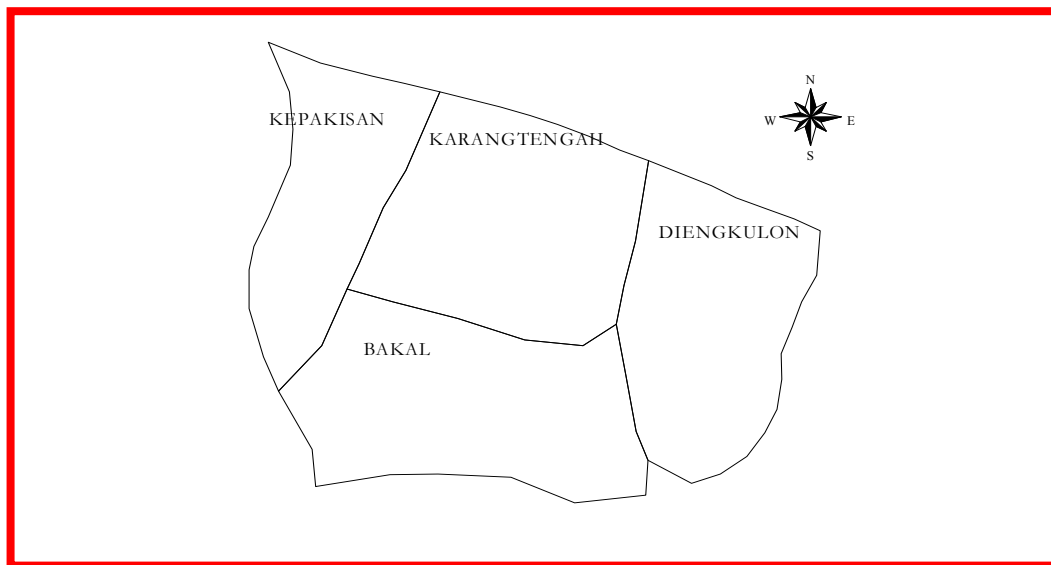 N
KEPAKISAN
W
E
KARANGTENGAH
S
DIENGKULON
BAKAL